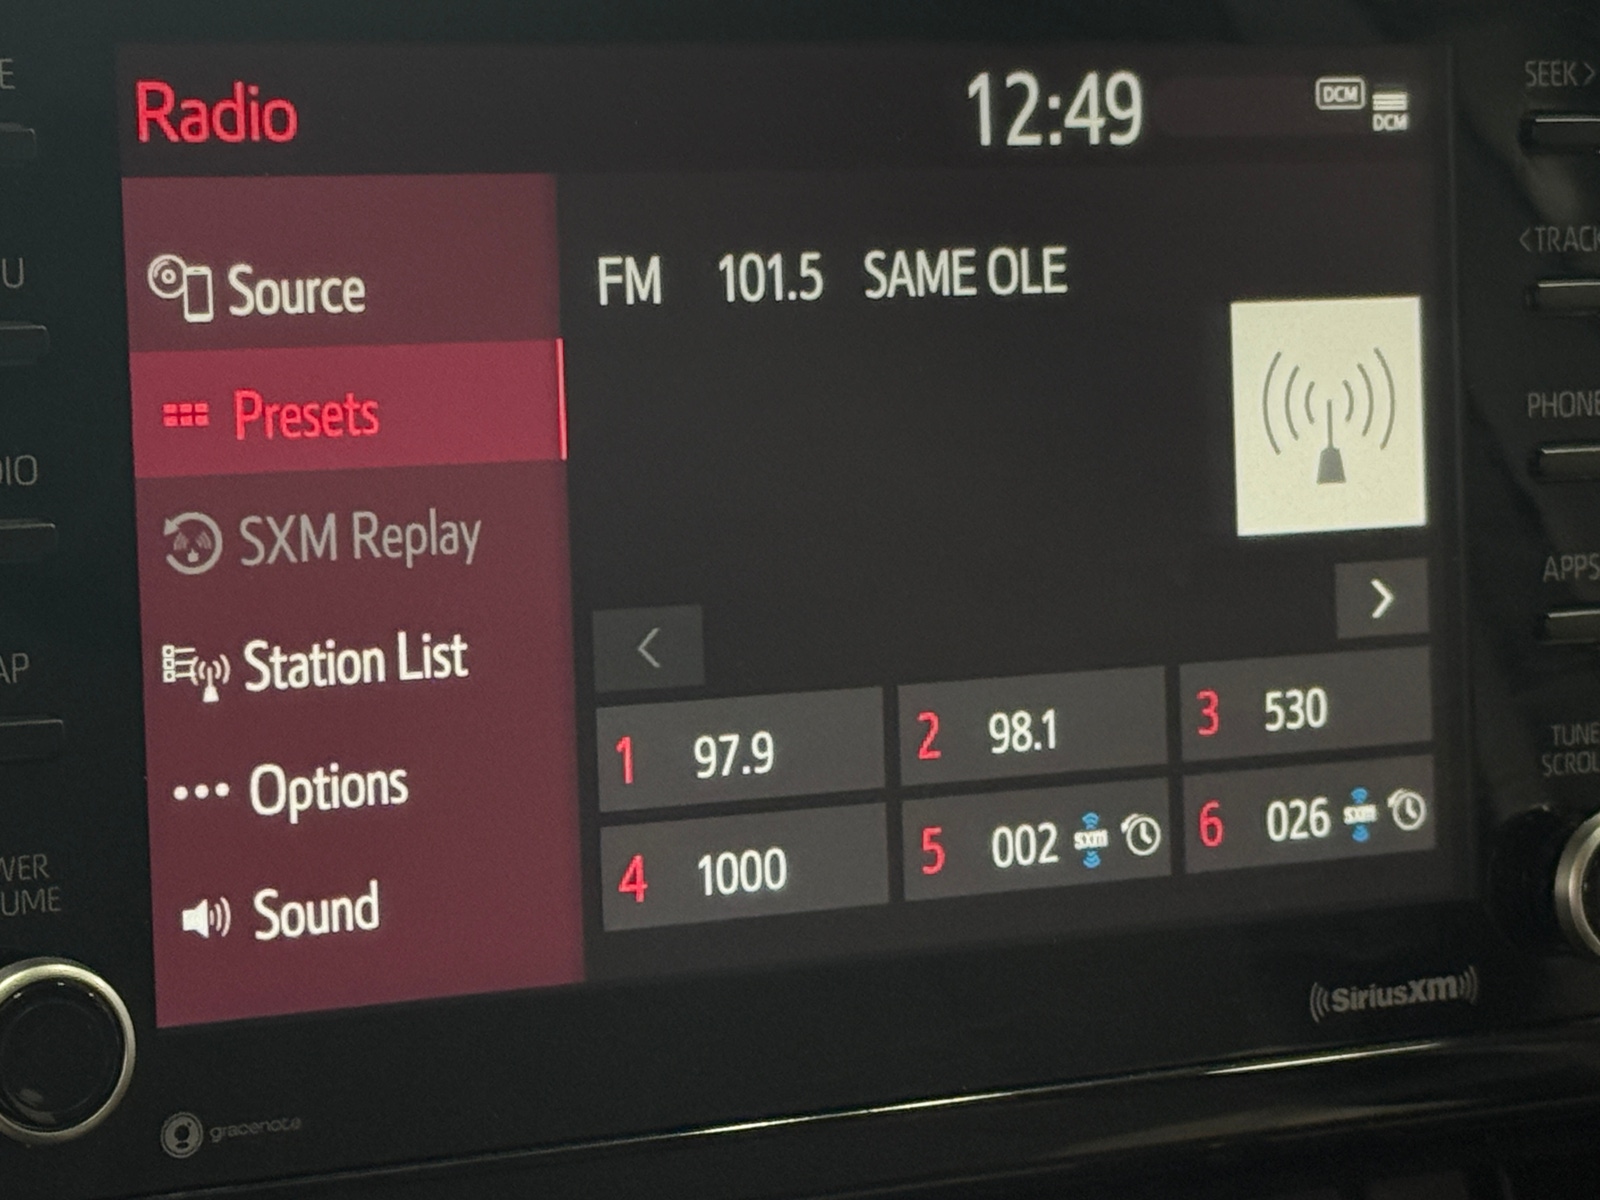 Radio
12:49
DCM
DCM
SEEK >
Source
FM 101.5 SAME OLE
< TRACK
Presets
PHONE
SXM Replay
APPS
< >
Station List
1 97.9
2 98.1
3 530
TUNE
SCROLL
Options
4 1000
5 002 sxm
6 026 sxm
Sound
SiriusXM
gracenote